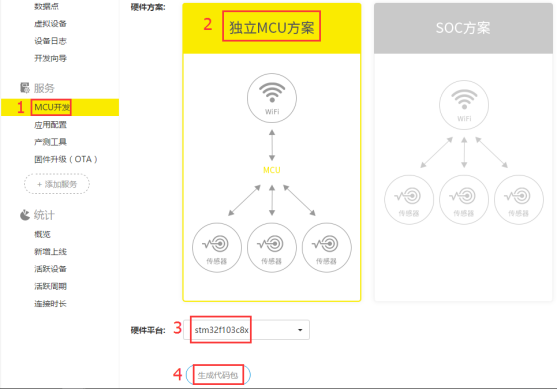 数据点
虚拟设备
设备日志
开发向导
服务
1 MCU开发
应用配置
产测工具
固件升级（OTA）
+ 添加服务
统计
概览
新增上线
活跃设备
活跃周期
连接时长
硬件方案:
2 独立MCU方案
WiFi
MCU
传感器 传感器 传感器
SOC方案
WiFi
传感器 传感器 传感器
硬件平台: 3 stm32f103c8x
4 生成代码包